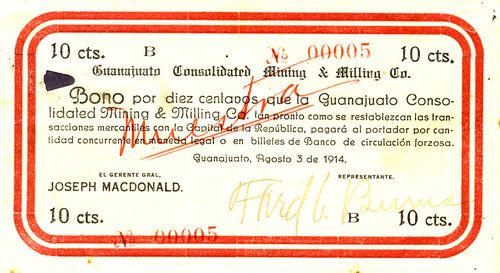 10 cts. B № 00005 10 cts.
Guanajuato Consolidated Mining & Milling Co.
Bono por diez centavos que la Guanajuato Conso-
lidated Mining & Milling Co. tan pronto como se restablezcan las tran-
sacciones mercantiles con la Capital de la República, pagará al portador por can-
tidad concurrente en moneda legal o en billetes de Banco de circulación forzosa.
Muestra
Guanajuato, Agosto 3 de 1914.
EL GERENTE GRAL, REPRESENTANTE.
JOSEPH MACDONALD.
10 cts. B 10 cts.
№ 00005